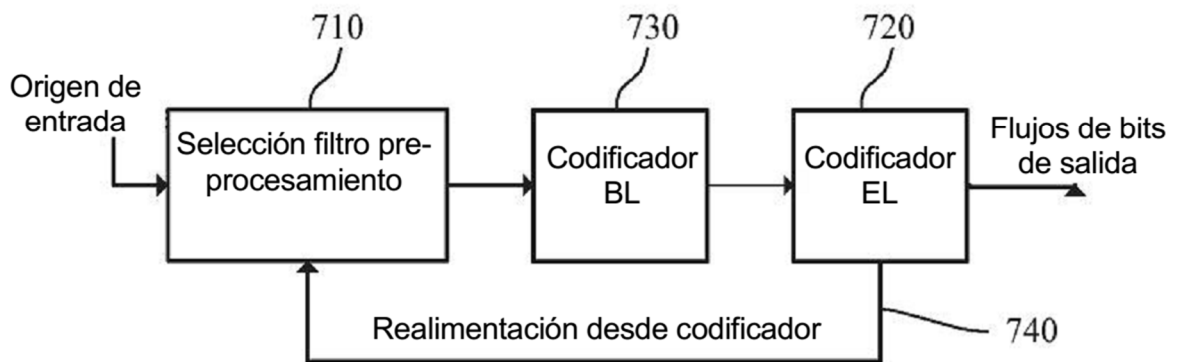 710
730
720
Origen de
entrada
Selección filtro pre-
procesamiento
Codificador
BL
Codificador
EL
Flujos de bits
de salida
Realimentación desde codificador
740